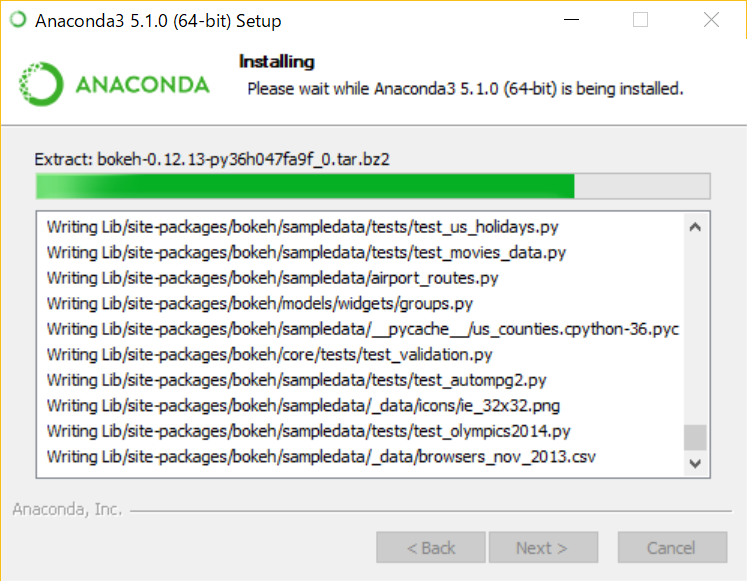 Anaconda3 5.1.0 (64-bit) Setup
ANACONDA
Installing
Please wait while Anaconda3 5.1.0 (64-bit) is being installed.
Extract: bokeh-0.12.13-py36h047fa9f_0.tar.bz2
Writing Lib/site-packages/bokeh/sampledata/tests/test_us_holidays.py
Writing Lib/site-packages/bokeh/sampledata/tests/test_movies_data.py
Writing Lib/site-packages/bokeh/sampledata/airport_routes.py
Writing Lib/site-packages/bokeh/models/widgets/groups.py
Writing Lib/site-packages/bokeh/sampledata/__pycache__/us_counties.cpython-36.pyc
Writing Lib/site-packages/bokeh/core/tests/test_validation.py
Writing Lib/site-packages/bokeh/sampledata/tests/test_autompg2.py
Writing Lib/site-packages/bokeh/sampledata/_data/icons/ie_32x32.png
Writing Lib/site-packages/bokeh/sampledata/tests/test_olympics2014.py
Writing Lib/site-packages/bokeh/sampledata/_data/browsers_nov_2013.csv
Anaconda, Inc.
< Back
Next >
Cancel